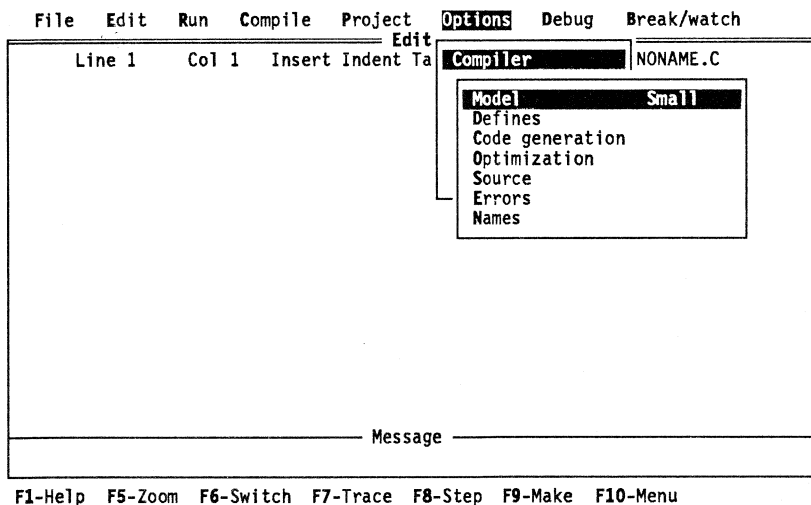 File Edit Run Compile Project Options Debug Break/watch
Edit
Line 1 Col 1 Insert Indent Ta Compiler NONAME.C
Model Small
Defines
Code generation
Optimization
Source
Errors
Names
Message
F1-Help F5-Zoom F6-Switch F7-Trace F8-Step F9-Make F10-Menu